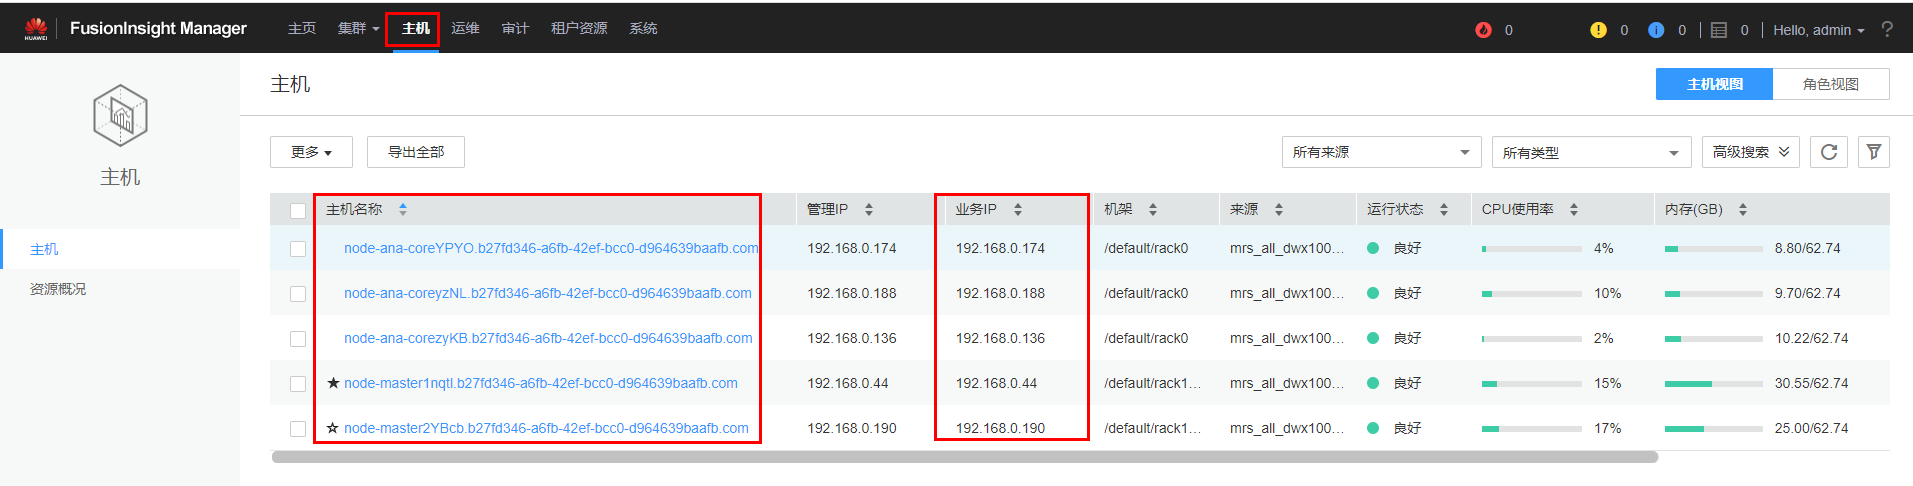 HUAWEI FusionInsight Manager 主页 集群 主机 运维 审计 租户资源 系统 0 0 0 0 Hello, admin ?
主机
主机
资源概况
主机 主机视图 角色视图
更多 导出全部 所有来源 所有类型 高级搜索
主机名称 管理IP 业务IP 机架 来源 运行状态 CPU使用率 内存(GB)
node-ana-coreYPYO.b27fd346-a6fb-42ef-bcc0-d964639baafb.com 192.168.0.174 192.168.0.174 /default/rack0 mrs_all_dwx100... 良好 4% 8.80/62.74
node-ana-coreyzNL.b27fd346-a6fb-42ef-bcc0-d964639baafb.com 192.168.0.188 192.168.0.188 /default/rack0 mrs_all_dwx100... 良好 10% 9.70/62.74
node-ana-corezyKB.b27fd346-a6fb-42ef-bcc0-d964639baafb.com 192.168.0.136 192.168.0.136 /default/rack0 mrs_all_dwx100... 良好 2% 10.22/62.74
★ node-master1nqtl.b27fd346-a6fb-42ef-bcc0-d964639baafb.com 192.168.0.44 192.168.0.44 /default/rack1... mrs_all_dwx100... 良好 15% 30.55/62.74
☆ node-master2YBcb.b27fd346-a6fb-42ef-bcc0-d964639baafb.com 192.168.0.190 192.168.0.190 /default/rack1... mrs_all_dwx100... 良好 17% 25.00/62.74